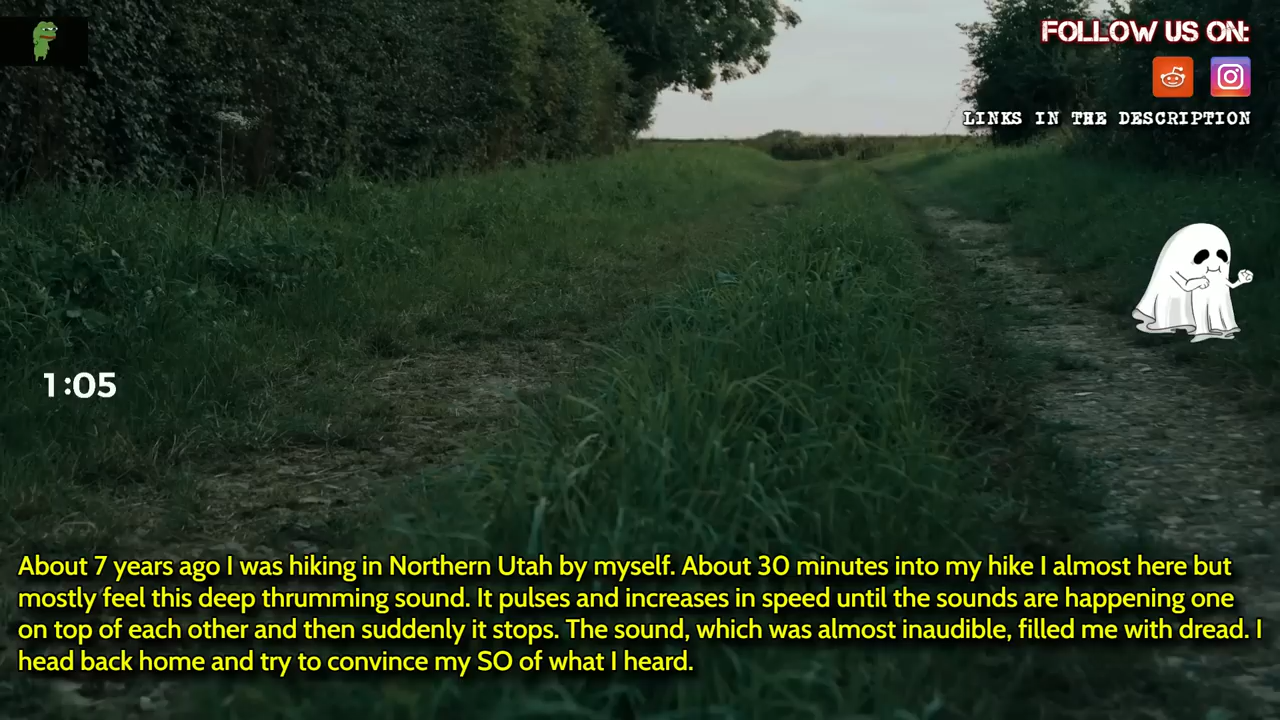 FOLLOW US ON:
LINKS IN THE DESCRIPTION
1:05
About 7 years ago I was hiking in Northern Utah by myself. About 30 minutes into my hike I almost here but
mostly feel this deep thrumming sound. It pulses and increases in speed until the sounds are happening one
on top of each other and then suddenly it stops. The sound, which was almost inaudible, filled me with dread. I
head back home and try to convince my SO of what I heard.